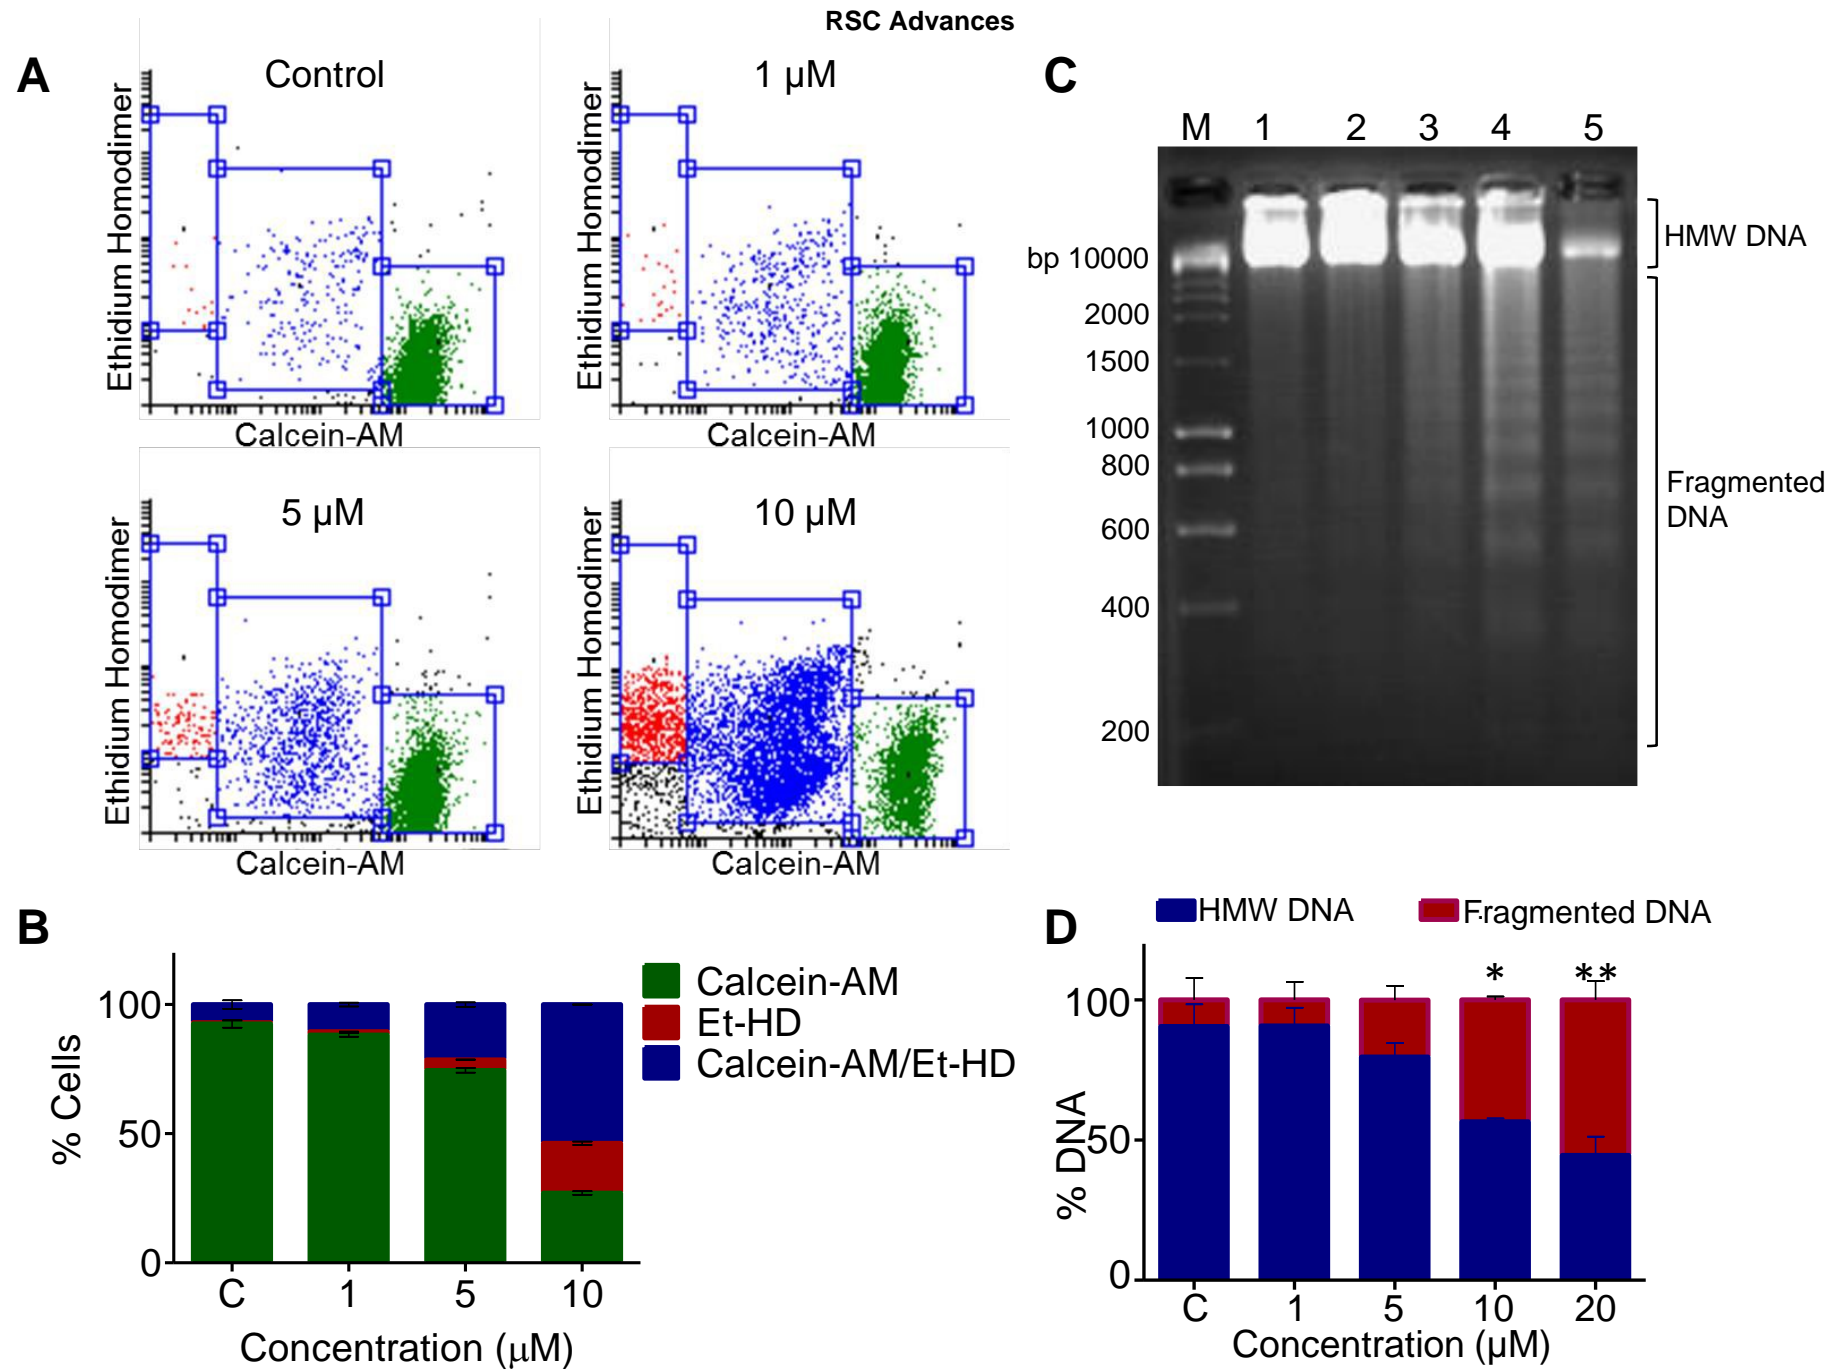 RSC Advances
A
Control
Ethidium Homodimer
Calcein-AM
1 μM
Ethidium Homodimer
Calcein-AM
5 μM
Ethidium Homodimer
Calcein-AM
10 μM
Ethidium Homodimer
Calcein-AM
B
100
50
0
% Cells
C 1 5 10
Concentration (μM)
Calcein-AM
Et-HD
Calcein-AM/Et-HD
C
M 1 2 3 4 5
bp 10000
2000
1500
1000
800
600
400
200
HMW DNA
Fragmented
DNA
D
HMW DNA Fragmented DNA
* **
100
50
0
% DNA
C 1 5 10 20
Concentration (μM)